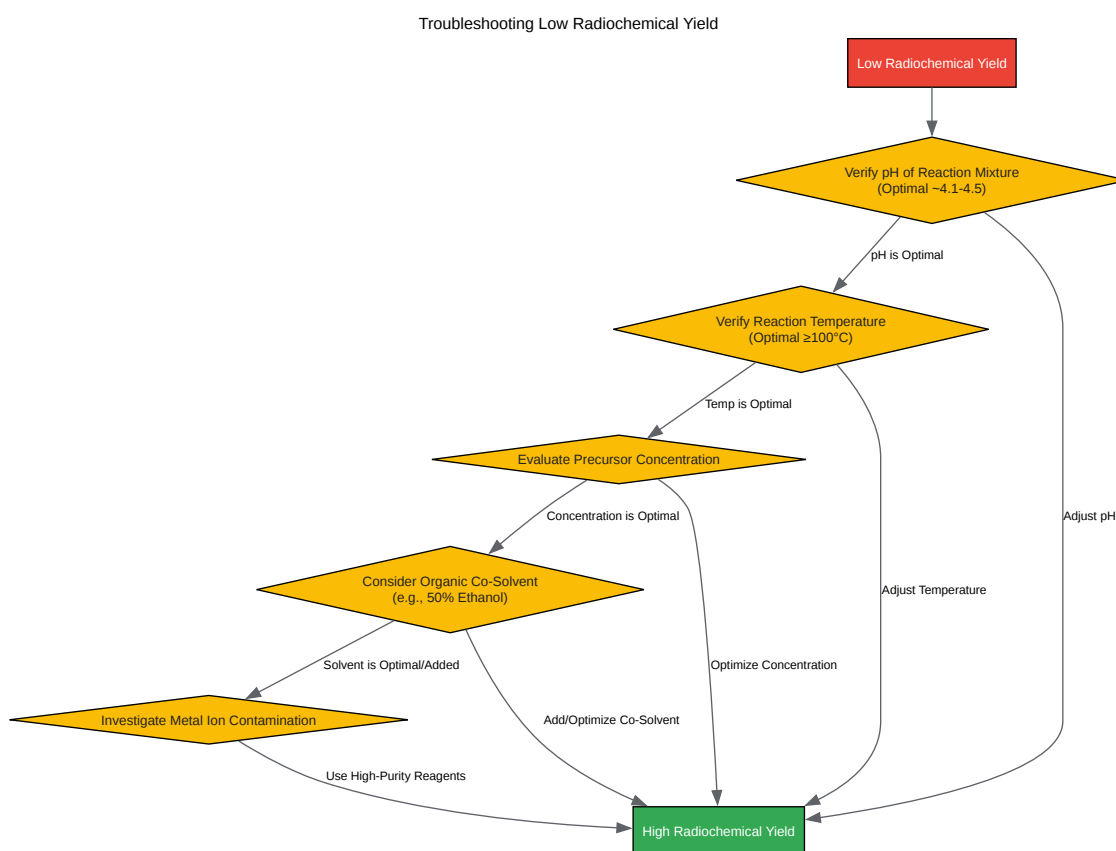 Troubleshooting Low Radiochemical Yield
Low Radiochemical Yield
Verify pH of Reaction Mixture
(Optimal ~4.1-4.5)
pH is Optimal
Verify Reaction Temperature
(Optimal ≥100°C)
Temp is Optimal
Evaluate Precursor Concentration
Concentration is Optimal
Adjust pH
Consider Organic Co-Solvent
(e.g., 50% Ethanol)
Adjust Temperature
Solvent is Optimal/Added
Optimize Concentration
Investigate Metal Ion Contamination
Add/Optimize Co-Solvent
Use High-Purity Reagents
High Radiochemical Yield